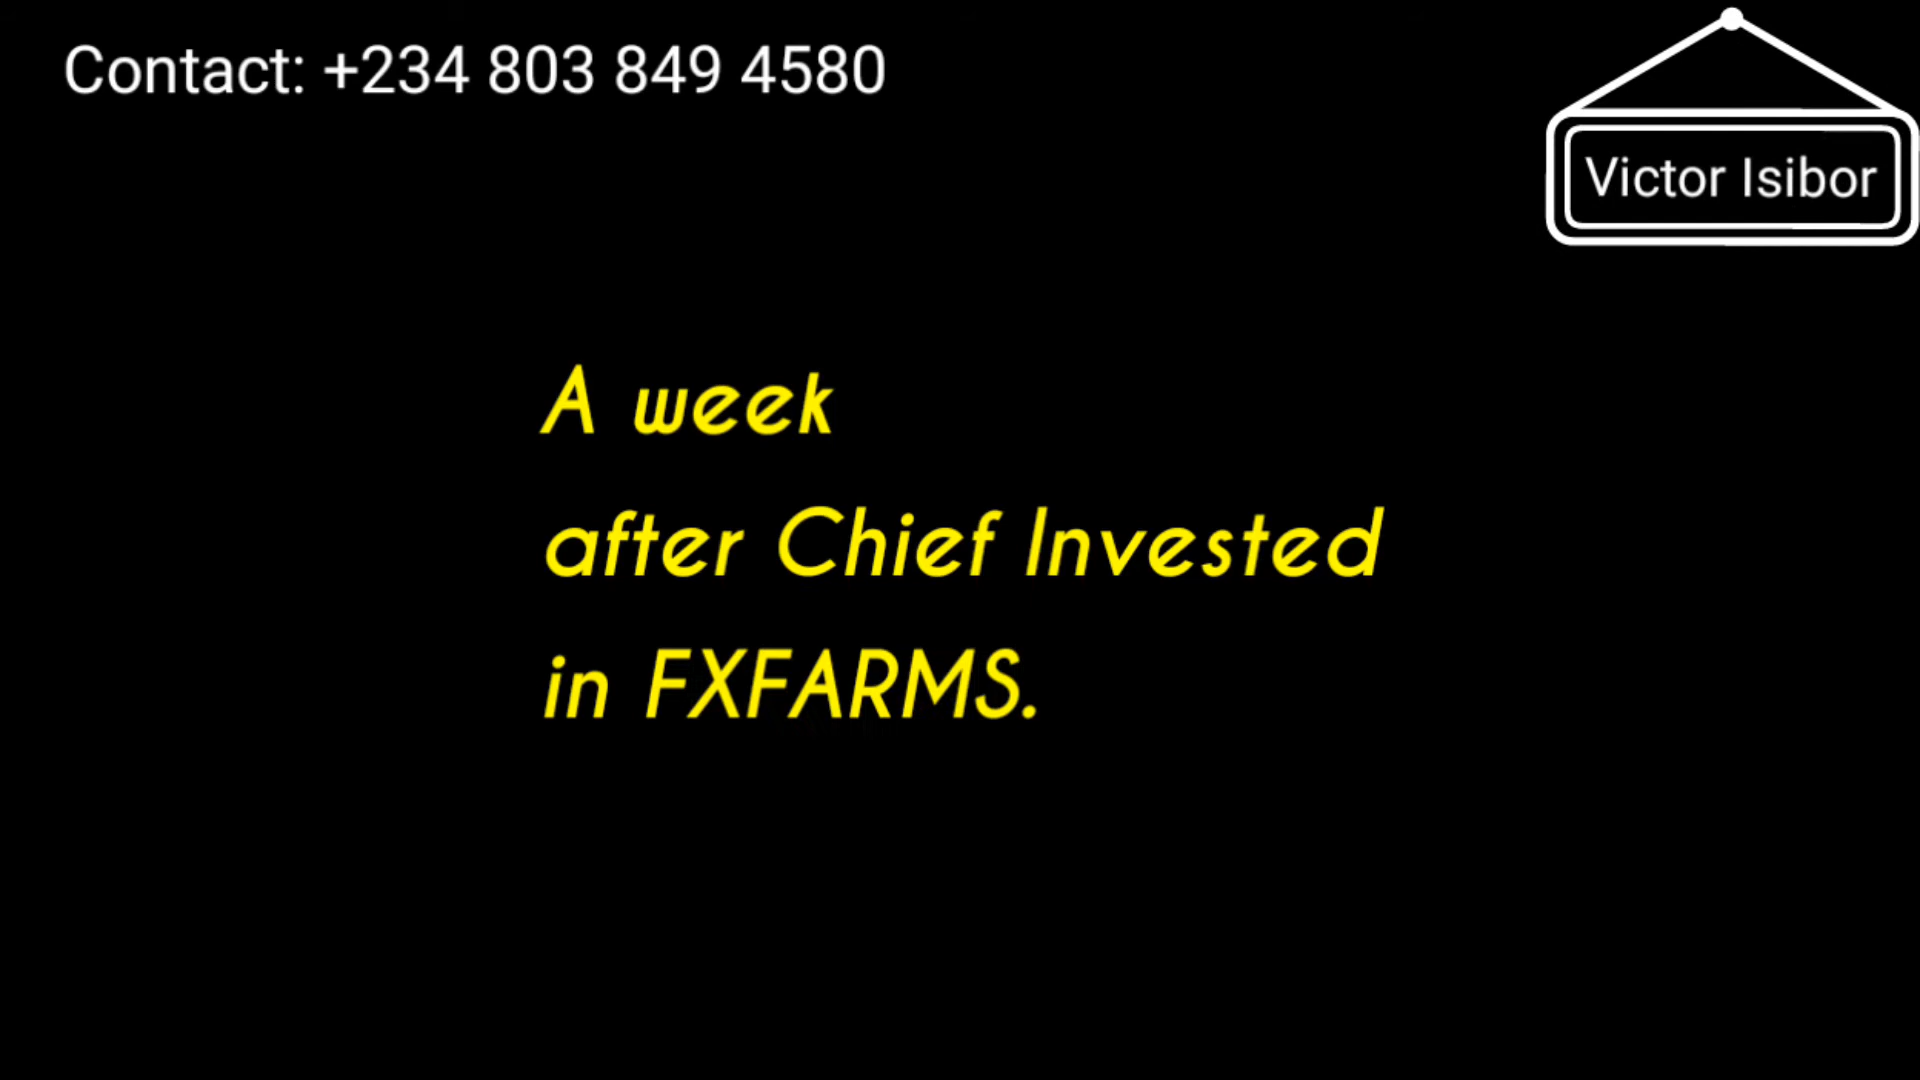 Contact: +234 803 849 4580
Victor Isibor
A week
after Chief Invested
in FXFARMS.